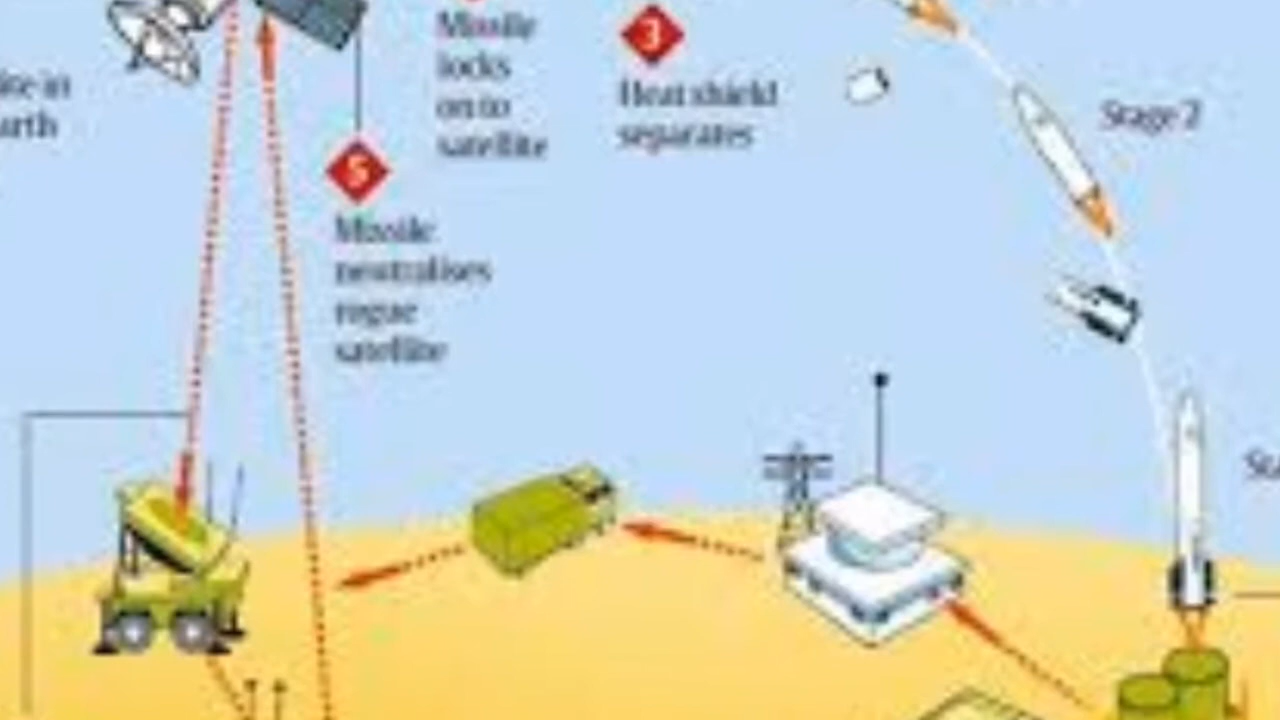 Missile
locks
on to
satellite
3
Heat shield
separates
Stage 2
5
Missile
neutralises
rogue
satellite